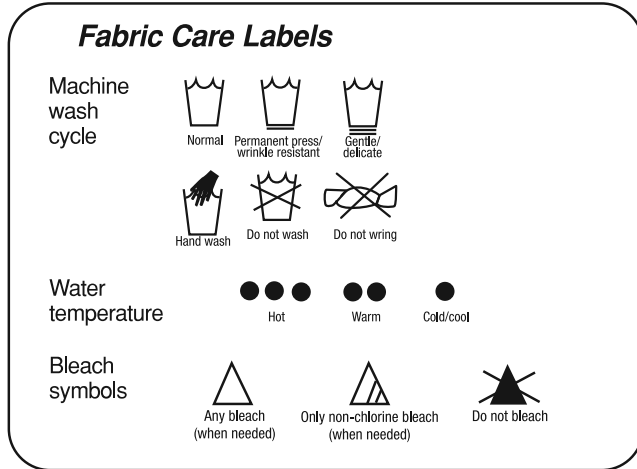 Fabric Care Labels
Machine
wash
cycle
Normal
Permanent press/
wrinkle resistant
Gentle/
delicate
Hand wash
Do not wash
Do not wring
Water
temperature
Hot
Warm
Cold/cool
Bleach
symbols
Any bleach
(when needed)
Only non-chlorine bleach
(when needed)
Do not bleach